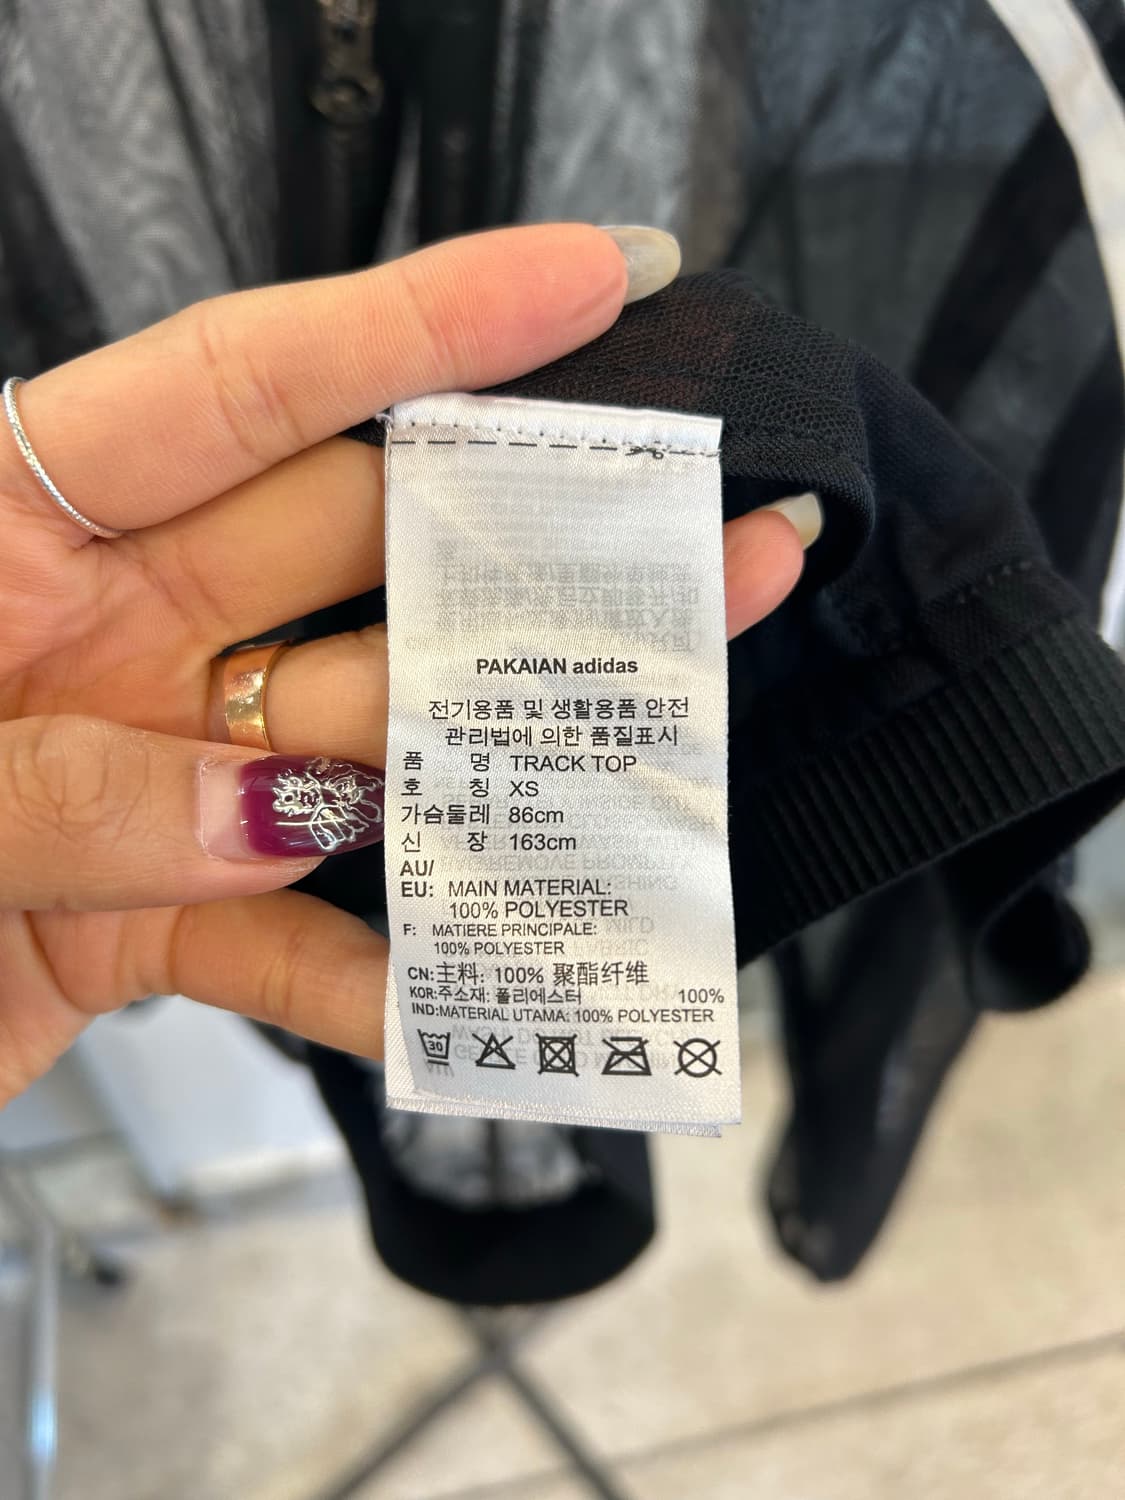 PAKAIAN adidas
전기용품 및 생활용품 안전
관리법에 의한 품질표시
품 명 TRACK TOP
호 칭 XS
가슴둘레 86cm
신 장 163cm
AU/
EU: MAIN MATERIAL:
100% POLYESTER
F: MATIERE PRINCIPALE:
100% POLYESTER
CN:主料: 100% 聚酯纤维
KOR:주소재: 폴리에스터 100%
IND:MATERIAL UTAMA: 100% POLYESTER
30